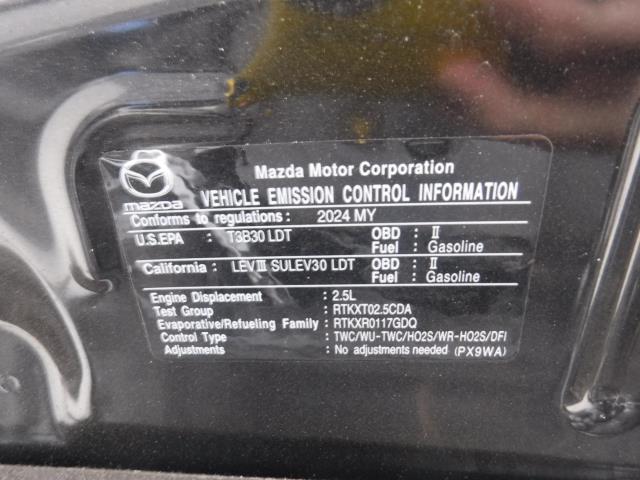 Mazda Motor Corporation
mazda
VEHICLE EMISSION CONTROL INFORMATION
Conforms to regulations: 2024 MY
U.S.EPA : T3B30 LDT OBD : II
Fuel : Gasoline
California : LEV III SULEV30 LDT OBD : II
Fuel : Gasoline
Engine Displacement : 2.5L
Test Group : RTKXT02.5CDA
Evaporative/Refueling Family : RTKXR0117GDQ
Control Type : TWC/WU-TWC/HO2S/WR-HO2S/DFI
Adjustments : No adjustments needed (PX9WA)